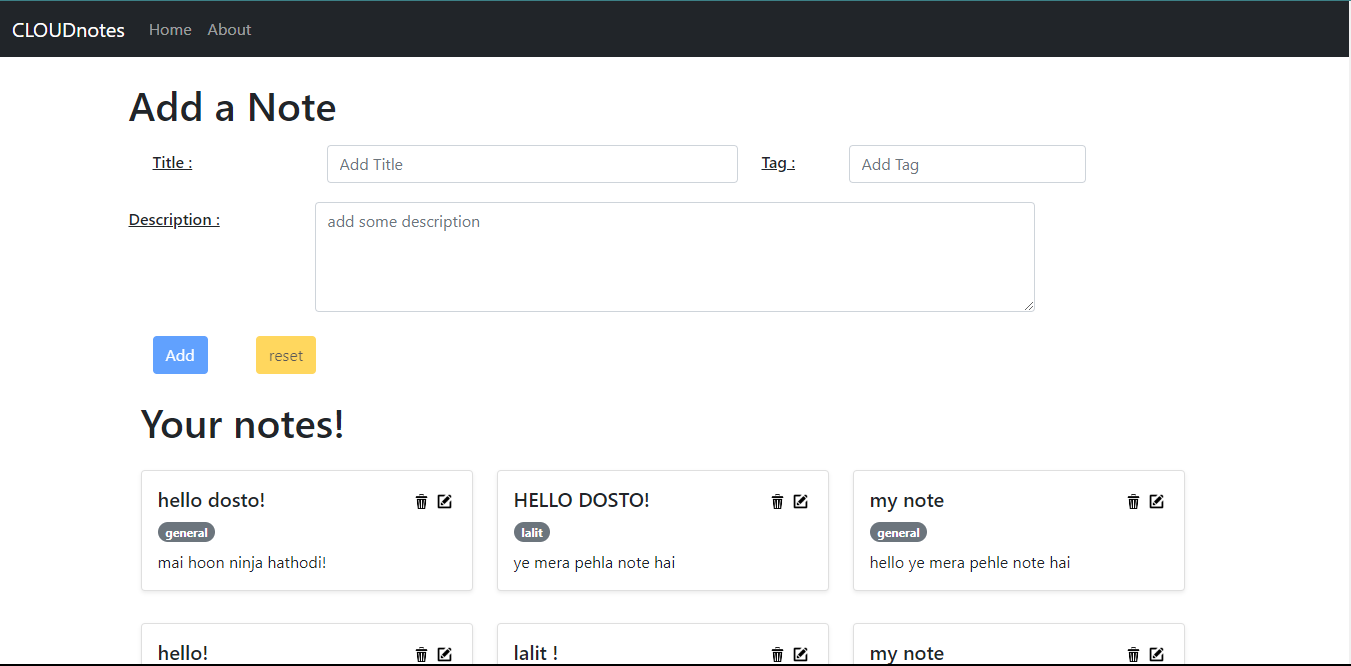 CLOUDnotes Home About
Add a Note
Title : Add Title Tag : Add Tag
Description : add some description
Add reset
Your notes!
hello dosto!
general
mai hoon ninja hathodi!
HELLO DOSTO!
lalit
ye mera pehla note hai
my note
general
hello ye mera pehle note hai
hello!
lalit !
my note